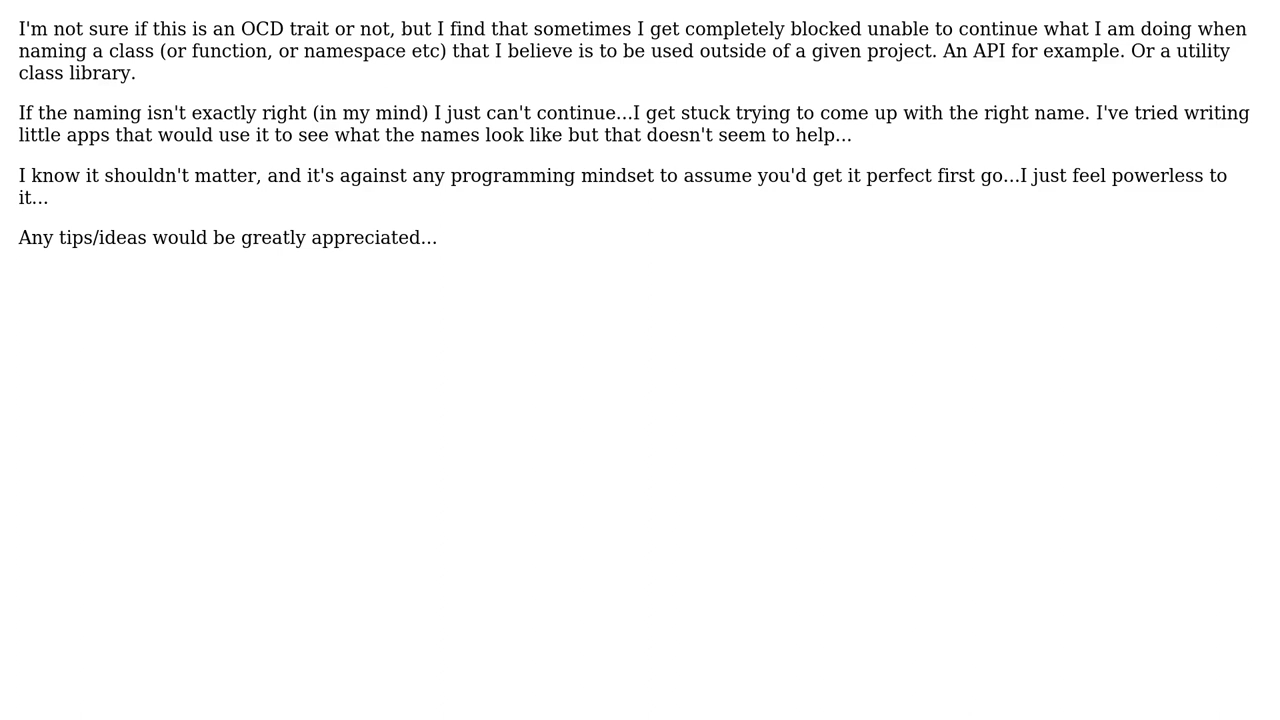 I'm not sure if this is an OCD trait or not, but I find that sometimes I get completely blocked unable to continue what I am doing when
naming a class (or function, or namespace etc) that I believe is to be used outside of a given project. An API for example. Or a utility
class library.
If the naming isn't exactly right (in my mind) I just can't continue...I get stuck trying to come up with the right name. I've tried writing
little apps that would use it to see what the names look like but that doesn't seem to help...
I know it shouldn't matter, and it's against any programming mindset to assume you'd get it perfect first go...I just feel powerless to
it...
Any tips/ideas would be greatly appreciated...